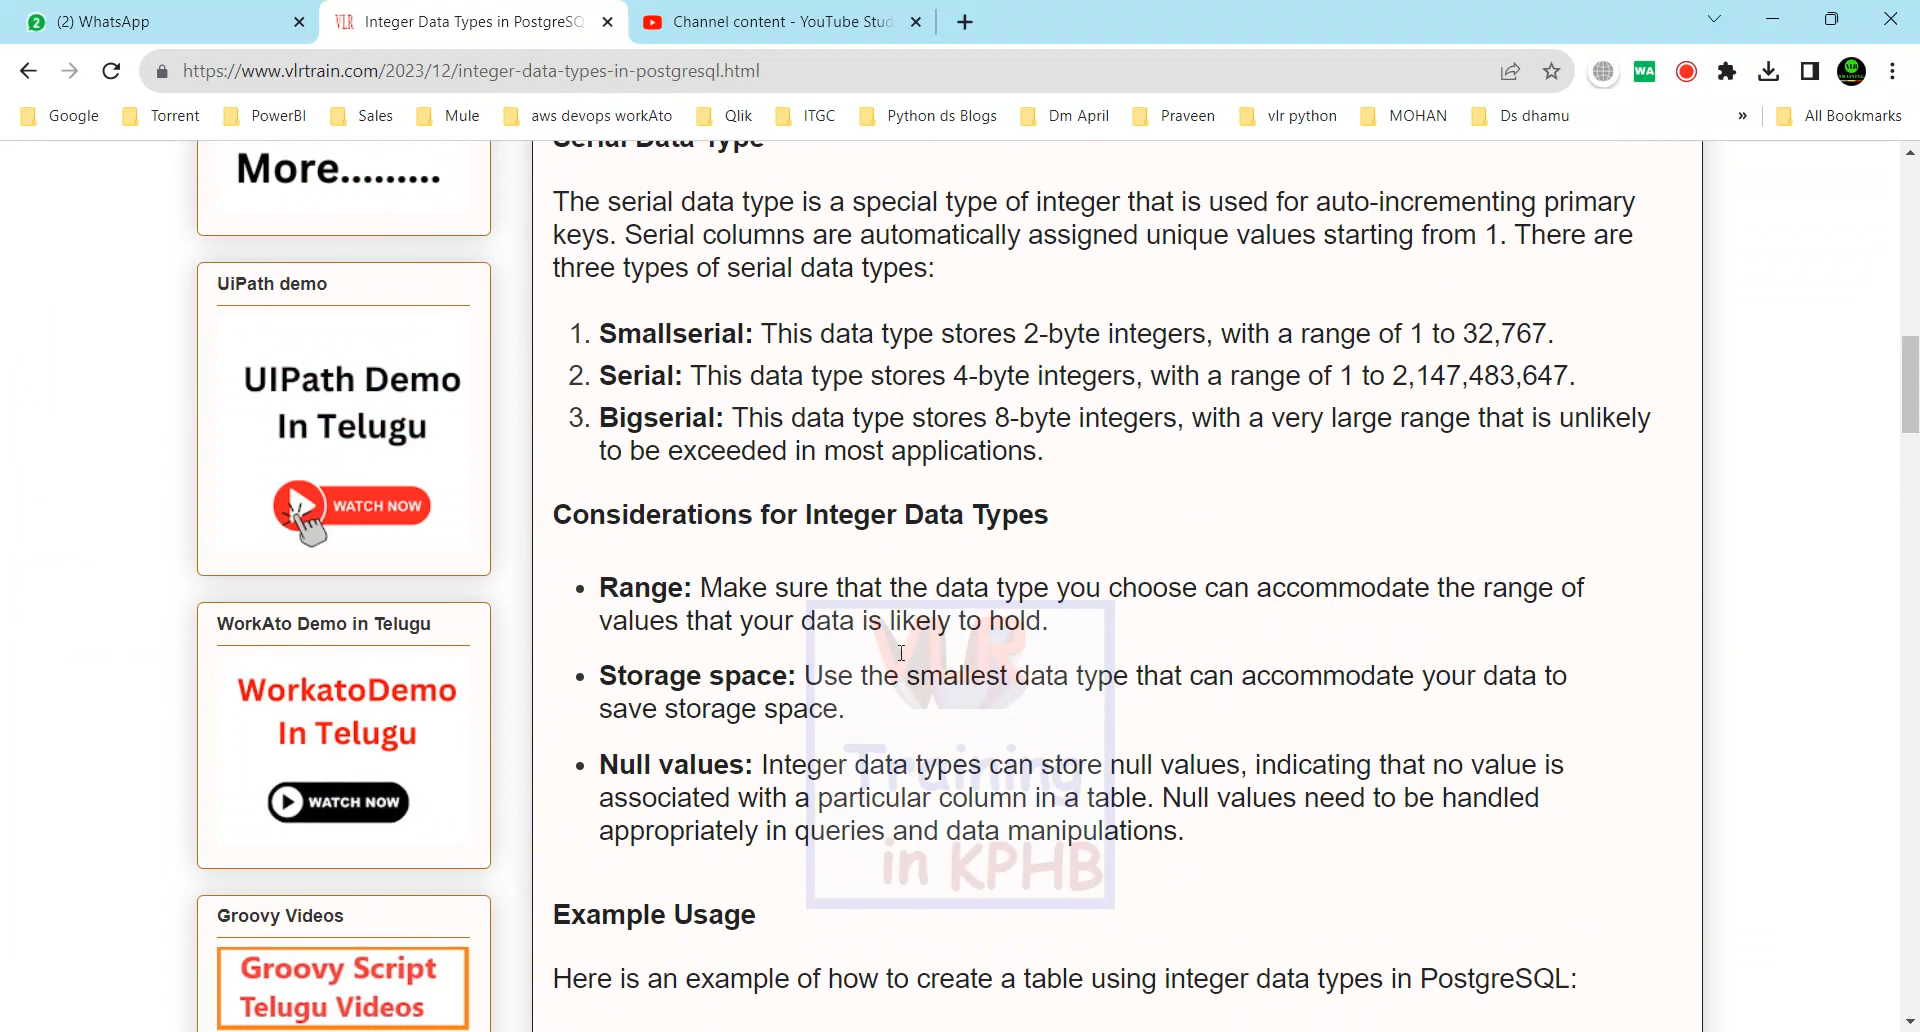 2 (2) WhatsApp
VLR Integer Data Types in PostgreSQ
Channel content - YouTube Stud
https://www.vlrtrain.com/2023/12/integer-data-types-in-postgresql.html
WA
Google Torrent PowerBI Sales Mule aws devops workAto Qlik ITGC Python ds Blogs Dm April Praveen vlr python MOHAN Ds dhamu » All Bookmarks
More.........
UiPath demo
UIPath Demo
In Telugu
WATCH NOW
WorkAto Demo in Telugu
WorkatoDemo
In Telugu
WATCH NOW
Groovy Videos
Groovy Script
Telugu Videos
Serial Data Type
The serial data type is a special type of integer that is used for auto-incrementing primary
keys. Serial columns are automatically assigned unique values starting from 1. There are
three types of serial data types:
1. Smallserial: This data type stores 2-byte integers, with a range of 1 to 32,767.
2. Serial: This data type stores 4-byte integers, with a range of 1 to 2,147,483,647.
3. Bigserial: This data type stores 8-byte integers, with a very large range that is unlikely
to be exceeded in most applications.
Considerations for Integer Data Types
• Range: Make sure that the data type you choose can accommodate the range of
values that your data is likely to hold.
• Storage space: Use the smallest data type that can accommodate your data to
save storage space.
• Null values: Integer data types can store null values, indicating that no value is
associated with a particular column in a table. Null values need to be handled
appropriately in queries and data manipulations.
VLR
Training
in KPHB
Example Usage
Here is an example of how to create a table using integer data types in PostgreSQL: